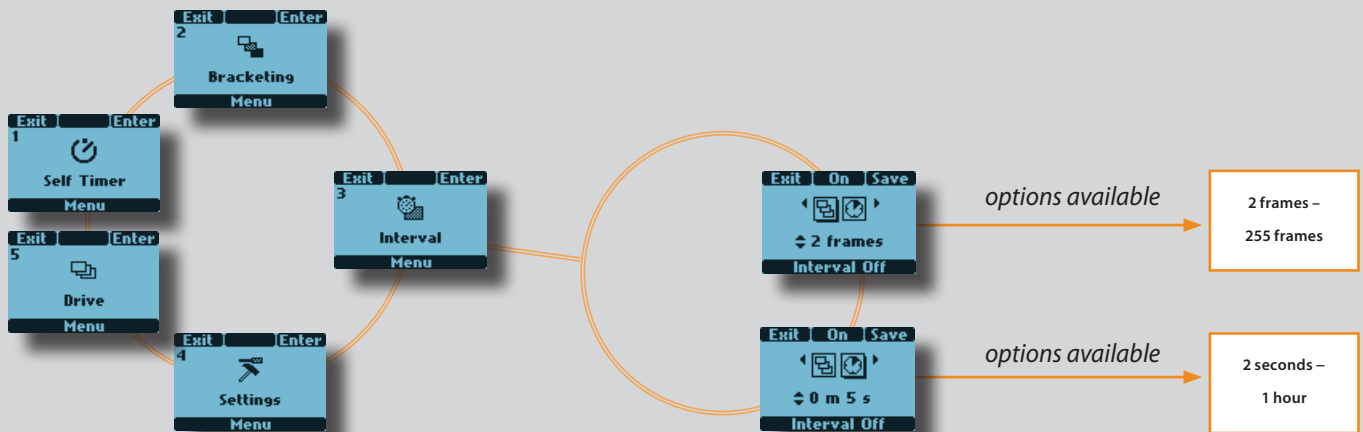 Exit Enter
2
Bracketing
Menu
Exit Enter
1
Self Timer
Menu
Exit Enter
3
Interval
Menu
Exit Enter
5
Drive
Menu
Exit Enter
4
Settings
Menu
Exit On Save
2 frames
Interval Off
options available
2 frames –
255 frames
Exit On Save
0 m 5 s
Interval Off
options available
2 seconds –
1 hour